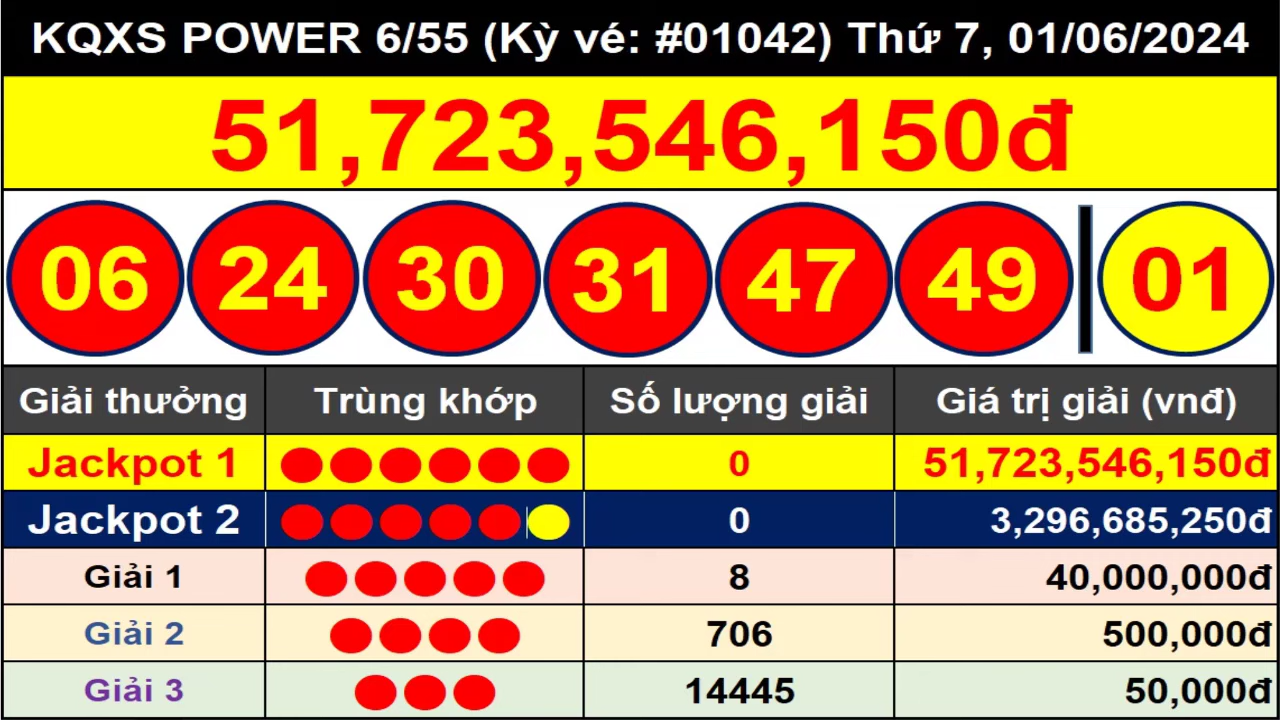 KQXS POWER 6/55 (Kỳ vé: #01042) Thứ 7, 01/06/2024
51,723,546,150đ
06 24 30 31 47 49 01
Giải thưởng Trùng khớp Số lượng giải Giá trị giải (vnđ)
Jackpot 1 0 51,723,546,150đ
Jackpot 2 0 3,296,685,250đ
Giải 1 8 40,000,000đ
Giải 2 706 500,000đ
Giải 3 14445 50,000đ